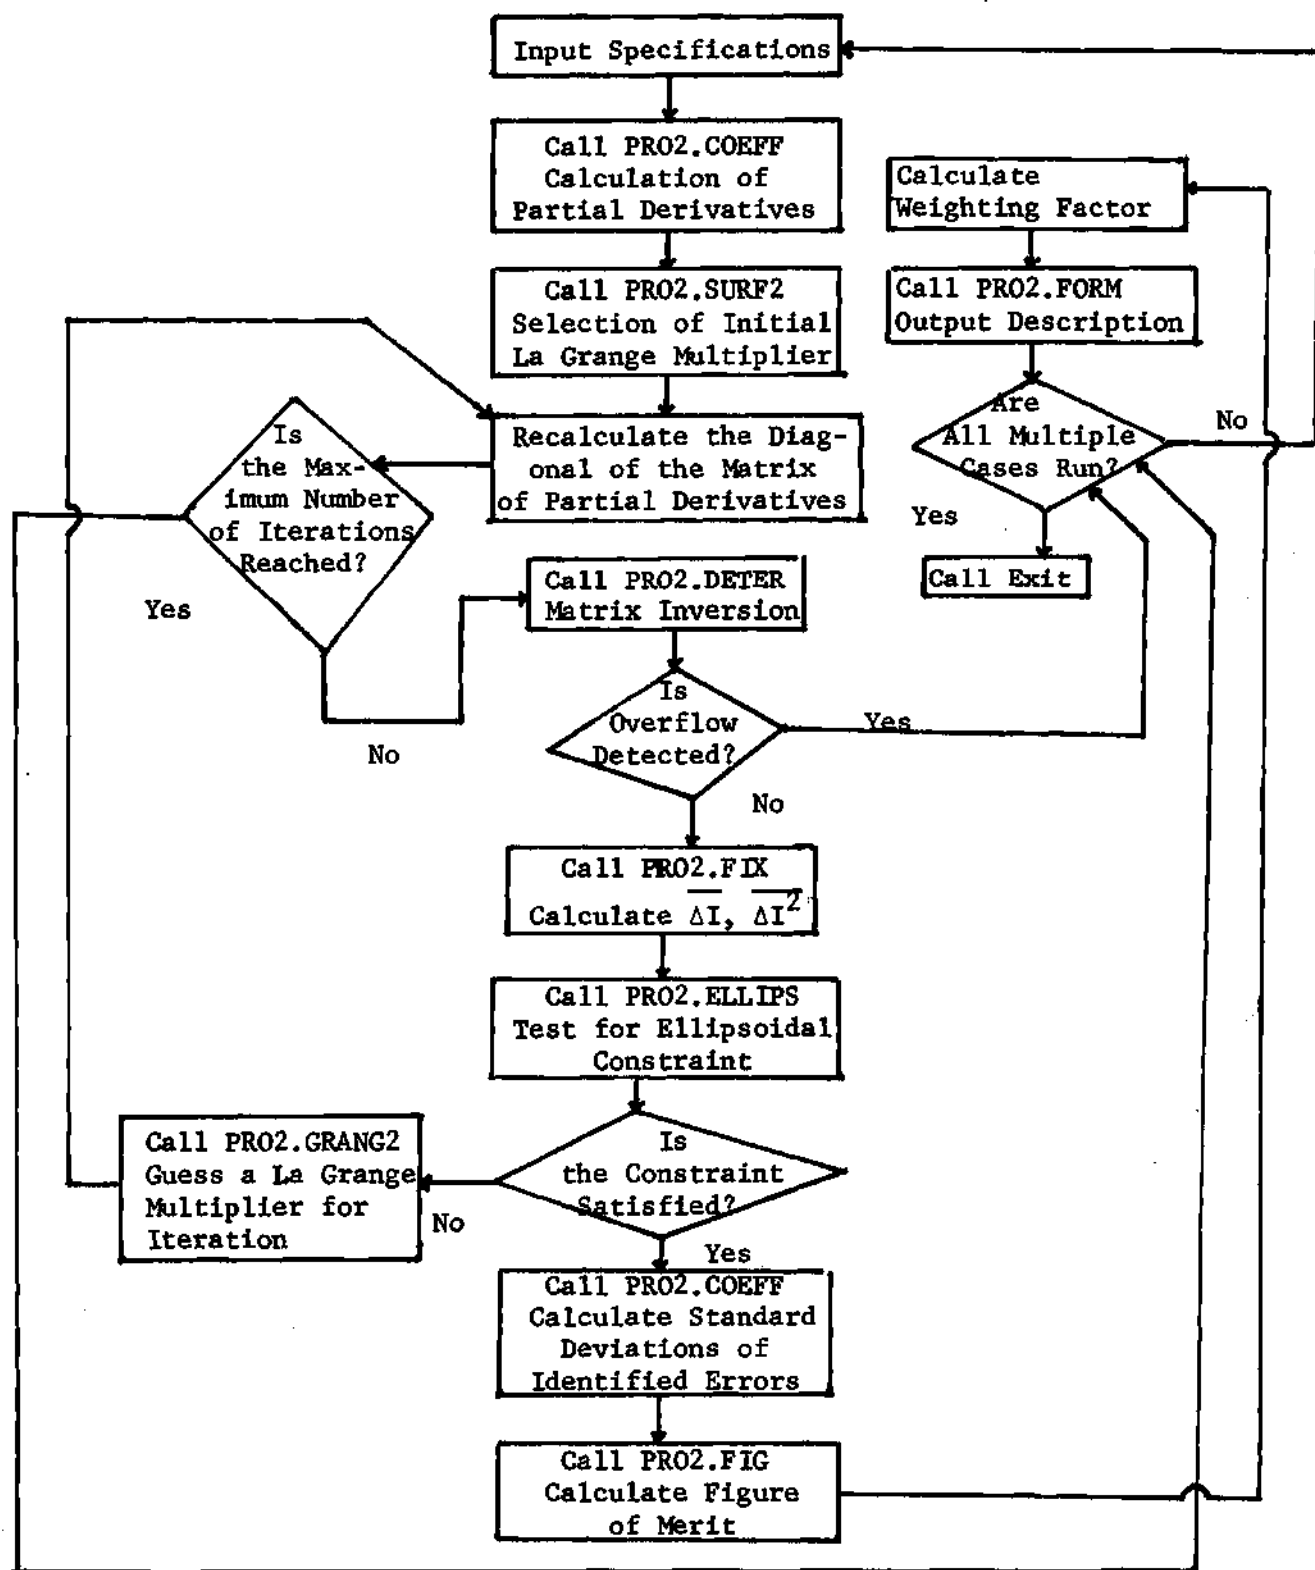 Input Specifications
Call PRO2.COEFF
Calculation of
Partial Derivatives
Call PRO2.SURF2
Selection of Initial
La Grange Multiplier
Recalculate the Diag-
onal of the Matrix
of Partial Derivatives
Is
the Max-
imum Number
of Iterations
Reached?
Yes
No
Call PRO2.DETER
Matrix Inversion
Is
Overflow
Detected?
Yes
No
Call PRO2.FIX
Calculate \overline{ΔI}, \overline{ΔI^2}
Call PRO2.ELLIPS
Test for Ellipsoidal
Constraint
Is
the Constraint
Satisfied?
No
Yes
Call PRO2.GRANG2
Guess a La Grange
Multiplier for
Iteration
Call PRO2.COEFF
Calculate Standard
Deviations of
Identified Errors
Call PRO2.FIG
Calculate Figure
of Merit
Calculate
Weighting Factor
Call PRO2.FORM
Output Description
Are
All Multiple
Cases Run?
No
Yes
Call Exit